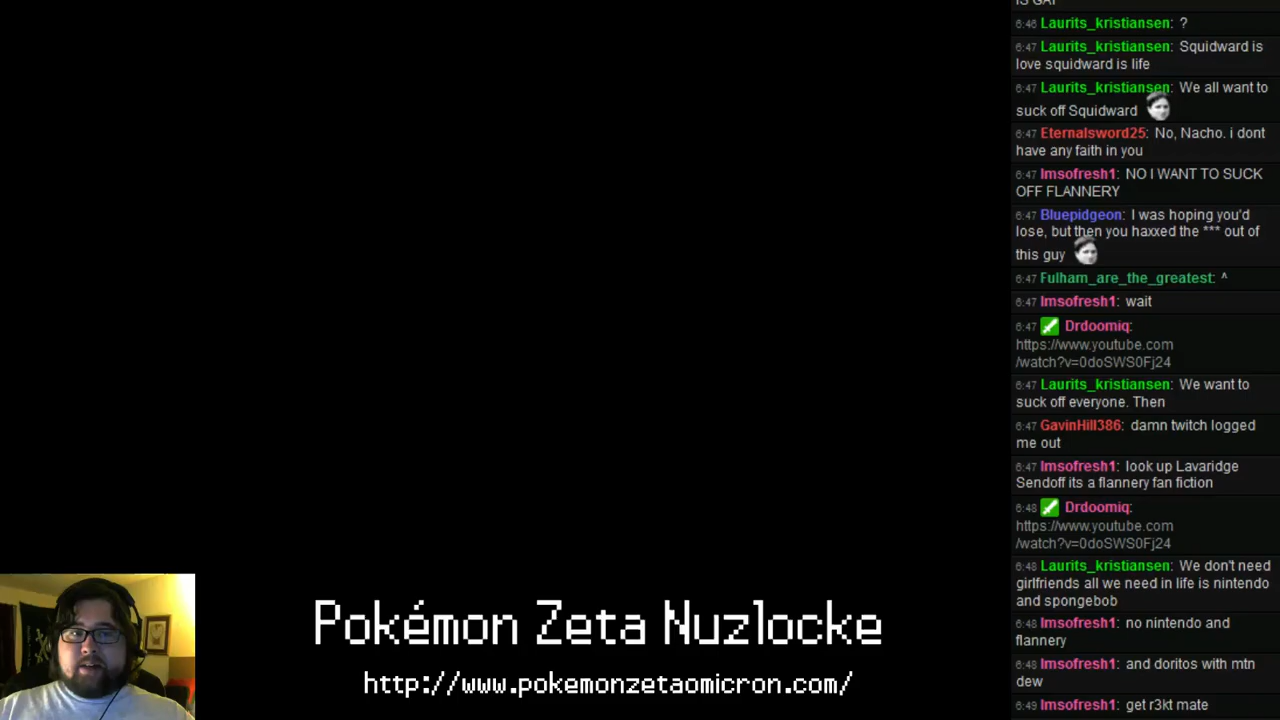 IS GAY
6:46 Laurits_kristiansen: ?
6:47 Laurits_kristiansen: Squidward is
love squidward is life
6:47 Laurits_kristiansen: We all want to
suck off Squidward
6:47 Eternalsword25: No, Nacho. i dont
have any faith in you
6:47 Imsofresh1: NO I WANT TO SUCK
OFF FLANNERY
6:47 Bluepidgeon: I was hoping you'd
lose, but then you haxxed the *** out of
this guy
6:47 Fulham_are_the_greatest: ^
6:47 Imsofresh1: wait
6:47 Drdoomiq:
https://www.youtube.com
/watch?v=0doSWS0Fj24
6:47 Laurits_kristiansen: We want to
suck off everyone. Then
6:47 GavinHill386: damn twitch logged
me out
6:47 Imsofresh1: look up Lavaridge
Sendoff its a flannery fan fiction
6:48 Drdoomiq:
https://www.youtube.com
/watch?v=0doSWS0Fj24
6:48 Laurits_kristiansen: We don't need
girlfriends all we need in life is nintendo
and spongebob
6:48 Imsofresh1: no nintendo and
flannery
6:48 Imsofresh1: and doritos with mtn
dew
6:49 Imsofresh1: get r3kt mate
Pokémon Zeta Nuzlocke
http://www.pokemonzetaomicron.com/